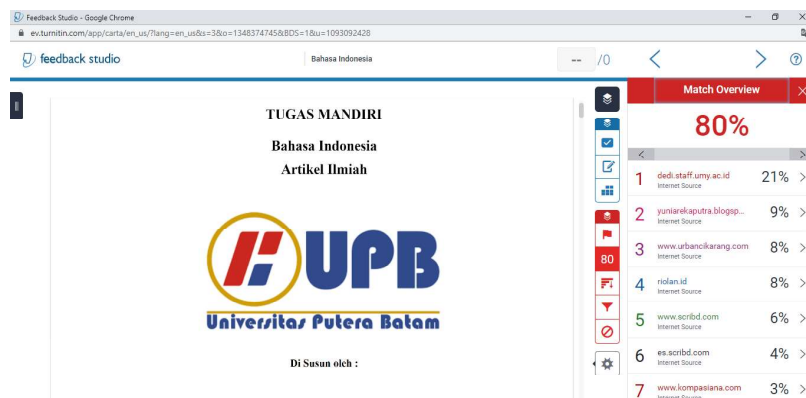 Feedback Studio - Google Chrome
ev.turnitin.com/app/carta/en_us/?lang=en_us&s=3&o=1348374745&BDS=1&u=1093092428
feedback studio
Bahasa Indonesia
-- /0
TUGAS MANDIRI
Bahasa Indonesia
Artikel Ilmiah
UPB
Universitas Putera Batam
Di Susun oleh :
80
Match Overview
80%
1 dedi.staff.umy.ac.id 21%
Internet Source
2 yuniarekaputra.blogsp... 9%
Internet Source
3 www.urbancikarang.com 8%
Internet Source
4 riolan.id 8%
Internet Source
5 www.scribd.com 6%
Internet Source
6 es.scribd.com 4%
Internet Source
7 www.kompasiana.com 3%
Internet Source